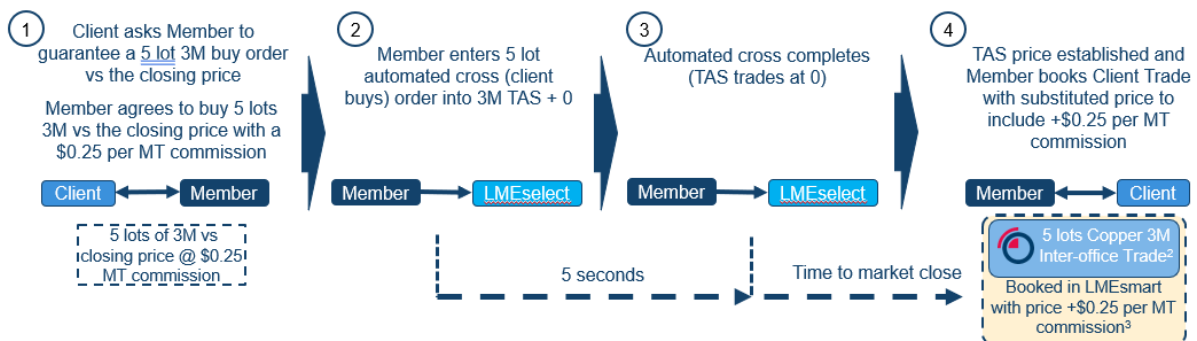 1
Client asks Member to
guarantee a 5 lot 3M buy order
vs the closing price
Member agrees to buy 5 lots
3M vs the closing price with a
$0.25 per MT commission
Client
Member
5 lots of 3M vs
closing price @ $0.25
MT commission
2
Member enters 5 lot
automated cross (client
buys) order into 3M TAS + 0
Member
LMEselect
3
Automated cross completes
(TAS trades at 0)
Member
LMEselect
5 seconds
Time to market close
4
TAS price established and
Member books Client Trade
with substituted price to
include +$0.25 per MT
commission
Member
Client
5 lots Copper 3M
Inter-office Trade2
Booked in LMEsmart
with price +$0.25 per MT
commission3